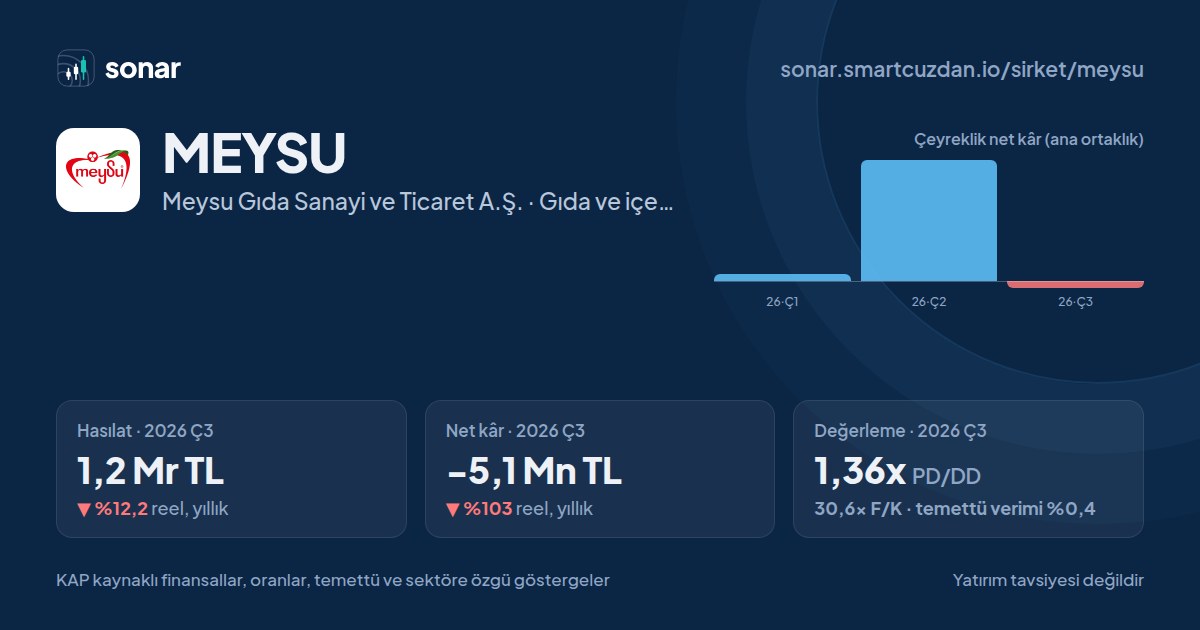 sonar
sonar.smartcuzdan.io/sirket/meysu
meysu
MEYSU
Meysu Gıda Sanayi ve Ticaret A.Ş. · Gıda ve içe…
Çeyreklik net kâr (ana ortaklık)
26·Ç1
26·Ç2
26·Ç3
Hasılat · 2026 Ç3
1,2 Mr TL
▼ %12,2 reel, yıllık
Net kâr · 2026 Ç3
−5,1 Mn TL
▼ %103 reel, yıllık
Değerleme · 2026 Ç3
1,36x PD/DD
30,6× F/K · temettü verimi %0,4
KAP kaynaklı finansallar, oranlar, temettü ve sektöre özgü göstergeler
Yatırım tavsiyesi değildir